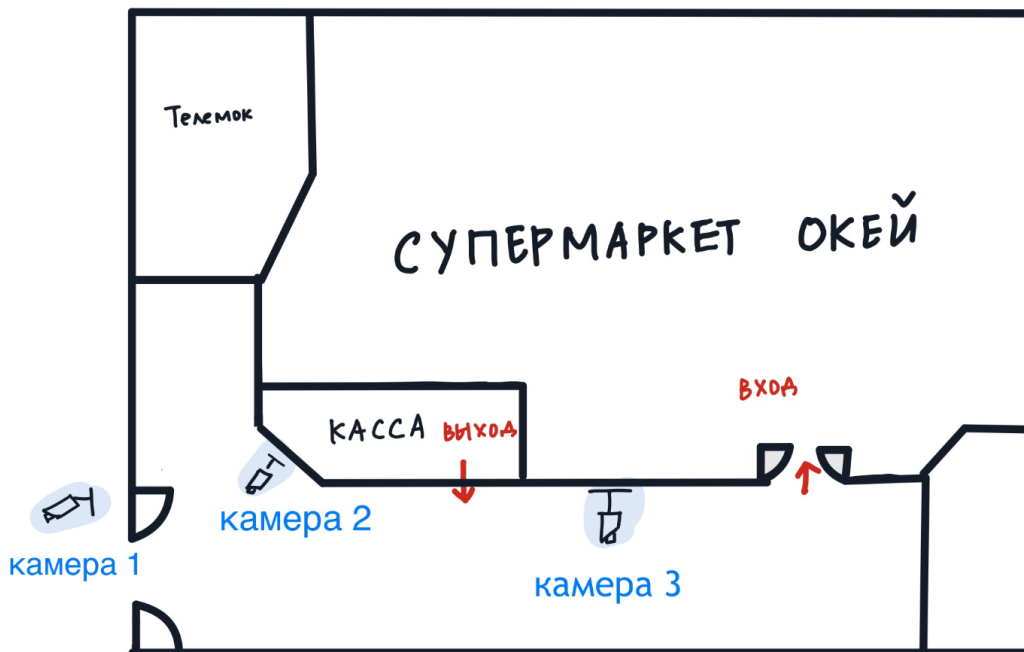 Телемок
СУПЕРМАРКЕТ ОКЕЙ
ВХОД
КАССА ВЫХОД
камера 2
камера 1
камера 3